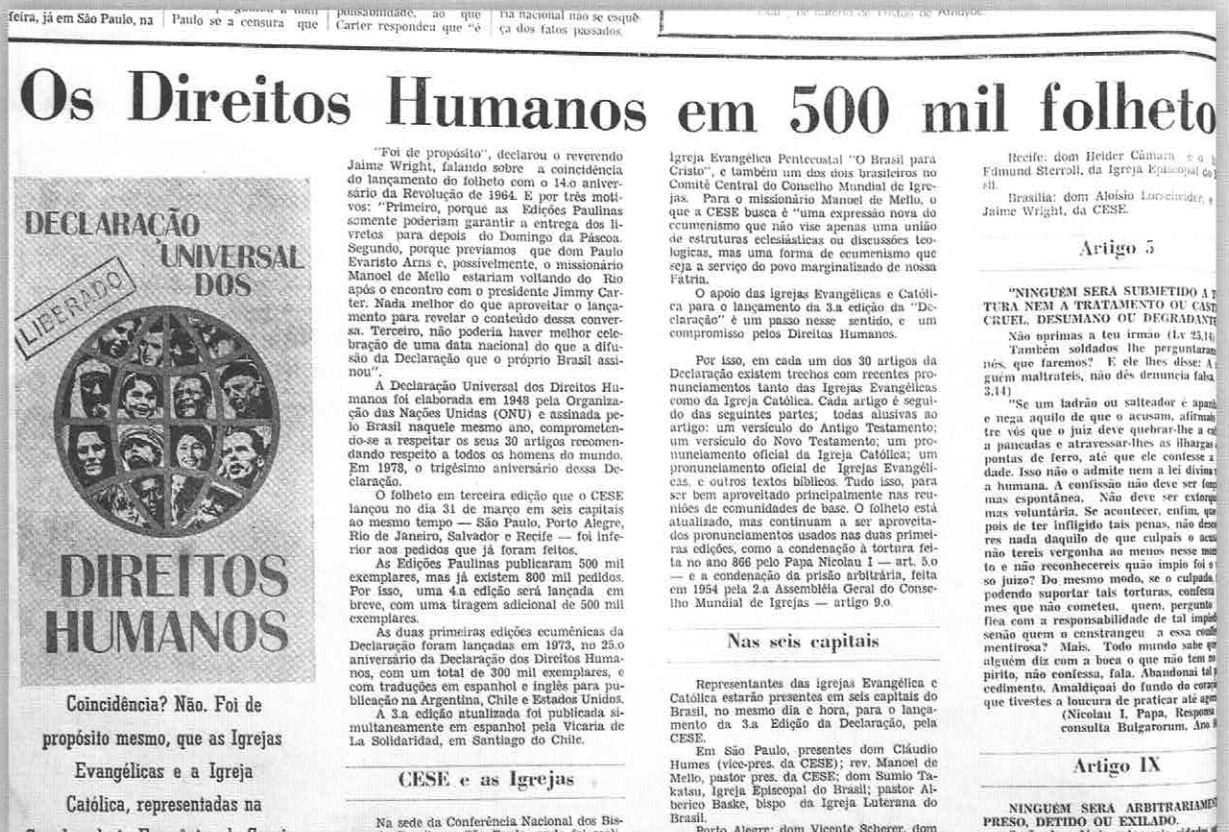 feira, já em São Paulo, na
Paulo se a censura que
ponsabilidade, ao que
Carter respondeu que "é
ria nacional não se esquê-
ça dos fatos passados.
Os Direitos Humanos em 500 mil folheto
DECLARAÇÃO
UNIVERSAL
DOS
LIBERADO
DIREITOS
HUMANOS
Coincidência? Não. Foi de
propósito mesmo, que as Igrejas
Evangélicas e a Igreja
Católica, representadas na
"Foi de propósito", declarou o reverendo
Jaime Wright, falando sobre a coincidência
do lançamento do folheto com o 14.o aniver-
sário da Revolução de 1964. E por três moti-
vos: "Primeiro, porque as Edições Paulinas
somente poderiam garantir a entrega dos li-
vretos para depois do Domingo da Páscoa.
Segundo, porque prevíamos que dom Paulo
Evaristo Arns e, possivelmente, o missionário
Manoel de Mello estariam voltando do Rio
após o encontro com o presidente Jimmy Car-
ter. Nada melhor do que aproveitar o lança-
mento para revelar o conteúdo dessa conver-
sa. Terceiro, não poderia haver melhor cele-
bração de uma data nacional do que a difu-
são da Declaração que o próprio Brasil assi-
nou".
A Declaração Universal dos Direitos Hu-
manos foi elaborada em 1948 pela Organiza-
ção das Nações Unidas (ONU) e assinada pe-
lo Brasil naquele mesmo ano, comprometen-
do-se a respeitar os seus 30 artigos recomen-
dando respeito a todos os homens do mundo.
Em 1978, o trigésimo aniversário dessa De-
claração.
O folheto em terceira edição que o CESE
lançou no dia 31 de março em seis capitais
ao mesmo tempo — São Paulo, Porto Alegre,
Rio de Janeiro, Salvador e Recife — foi infe-
rior aos pedidos que já foram feitos.
As Edições Paulinas publicaram 500 mil
exemplares, mas já existem 800 mil pedidos.
Por isso, uma 4.a edição será lançada em
breve, com uma tiragem adicional de 500 mil
exemplares.
As duas primeiras edições ecumênicas da
Declaração foram lançadas em 1973, no 25.o
aniversário da Declaração dos Direitos Huma-
nos, com um total de 300 mil exemplares, e
com traduções em espanhol e inglês para pu-
blicação na Argentina, Chile e Estados Unidos.
A 3.a edição atualizada foi publicada si-
multaneamente em espanhol pela Vicaria de
La Solidaridad, em Santiago do Chile.
CESE e as Igrejas
Na sede da Conferência Nacional dos Bis-
Igreja Evangélica Pentecostal "O Brasil para
Cristo", e também um dos dois brasileiros no
Comitê Central do Conselho Mundial de Igre-
jas. Para o missionário Manoel de Mello, o
que a CESE busca é "uma expressão nova do
ecumenismo que não vise apenas uma união
de estruturas eclesiásticas ou discussões teo-
lógicas, mas uma forma de ecumenismo que
seja a serviço do povo marginalizado de nossa
Pátria.
O apoio das igrejas Evangélicas e Católi-
ca para o lançamento da 3.a edição da "De-
claração" é um passo nesse sentido, e um
compromisso pelos Direitos Humanos.
Por isso, em cada um dos 30 artigos da
Declaração existem trechos com recentes pro-
nunciamentos tanto das Igrejas Evangélicas
como da Igreja Católica. Cada artigo é segui-
do das seguintes partes; todas alusivas ao
artigo: um versículo do Antigo Testamento;
um versículo do Novo Testamento; um pro-
nunciamento oficial da Igreja Católica; um
pronunciamento oficial de Igrejas Evangéli-
cas, e outros textos bíblicos. Tudo isso, para
ser bem aproveitado principalmente nas reu-
niões de comunidades de base. O folheto está
atualizado, mas continuam a ser aproveita-
dos pronunciamentos usados nas duas primei-
ras edições, como a condenação à tortura fei-
ta no ano 866 pelo Papa Nicolau I — art. 5.o
— e a condenação da prisão arbitrária, feita
em 1954 pela 2.a Assembléia Geral do Conse-
lho Mundial de Igrejas — artigo 9.o.
Nas seis capitais
Representantes das igrejas Evangélica e
Católica estarão presentes em seis capitais do
Brasil, no mesmo dia e hora, para o lança-
mento da 3.a Edição da Declaração, pela
CESE.
Em São Paulo, presentes dom Cláudio
Humes (vice-pres. da CESE); rev. Manoel de
Mello, pastor pres. da CESE; dom Sumio Ta-
katsu, Igreja Episcopal do Brasil; pastor Al-
berico Baske, bispo da Igreja Luterana do
Brasil.
Porto Alegre: dom Vicente Scherer, dom
Recife: dom Helder Câmara e o
Edmund Sterroll, da Igreja Episcopal do
sil.
Brasília: dom Aloísio Lorscheider, e
Jaime Wright, da CESE.
Artigo 5
"NINGUÉM SERÁ SUBMETIDO A T
TURA NEM A TRATAMENTO OU CAST
CRUEL, DESUMANO OU DEGRADANTE
Não oprimas a teu irmão (Lv 25,14)
Também soldados lhe perguntaram
nés, que faremos? E ele lhes disse: A
guém maltrateis, não dês denuncia falsa
3.14)
"Se um ladrão ou salteador é apanh
e nega aquilo de que o acusam, afirmais
tre vós que o juiz deve quebrar-lhe a
a pancadas e atravessar-lhes as ilhargas
pontas de ferro, até que ele confesse a
dade. Isso não o admite nem a lei divina
a humana. A confissão não deve ser forç
mas espontânea. Não deve ser extorqu
mas voluntária. Se acontecer, enfim, que
pois de ter infligido tais penas, não desc
res nada daquilo de que culpais o acus
não tereis vergonha ao menos nesse mom
to e não reconhecereis quão ímpio foi o
so juízo? Do mesmo modo, se o culpado,
podendo suportar tais torturas, confessa
mes que não cometeu, quem, pergunto
fica com a responsabilidade de tal impied
senão quem o constrangeu a essa confis
mentirosa? Mais. Todo mundo sabe que
alguém diz com a boca o que não tem no
pírito, não confessa, fala. Abandonai tal p
cedimento. Amaldiçoai do fundo do coraç
que tivestes a loucura de praticar até agora
(Nicolau I, Papa, Respons
consulta Bulgarorum, Ano
Artigo IX
NINGUÉM SERÁ ARBITRARIAMENT
PRESO, DETIDO OU EXILADO.